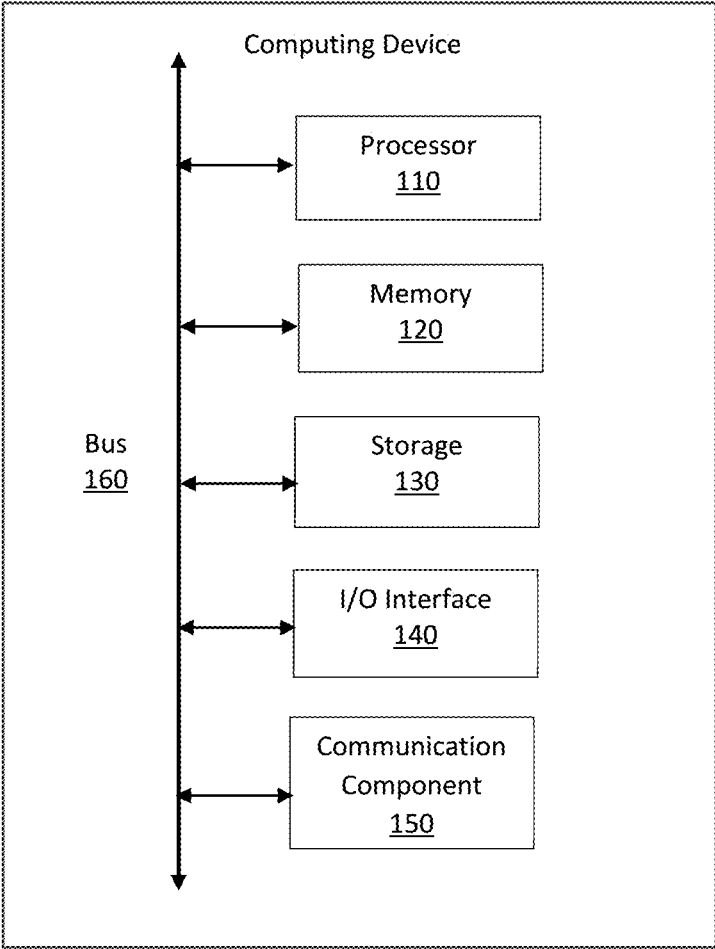 Computing Device
Processor
110
Memory
120
Bus
160
Storage
130
I/O Interface
140
Communication
Component
150